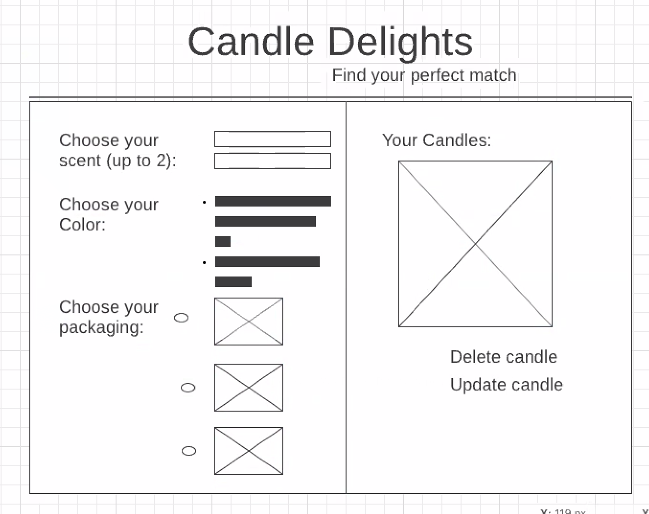 Candle Delights
Find your perfect match
Choose your
scent (up to 2):
Choose your
Color:
Choose your
packaging:
Your Candles:
Delete candle
Update candle
X: 119 px
X